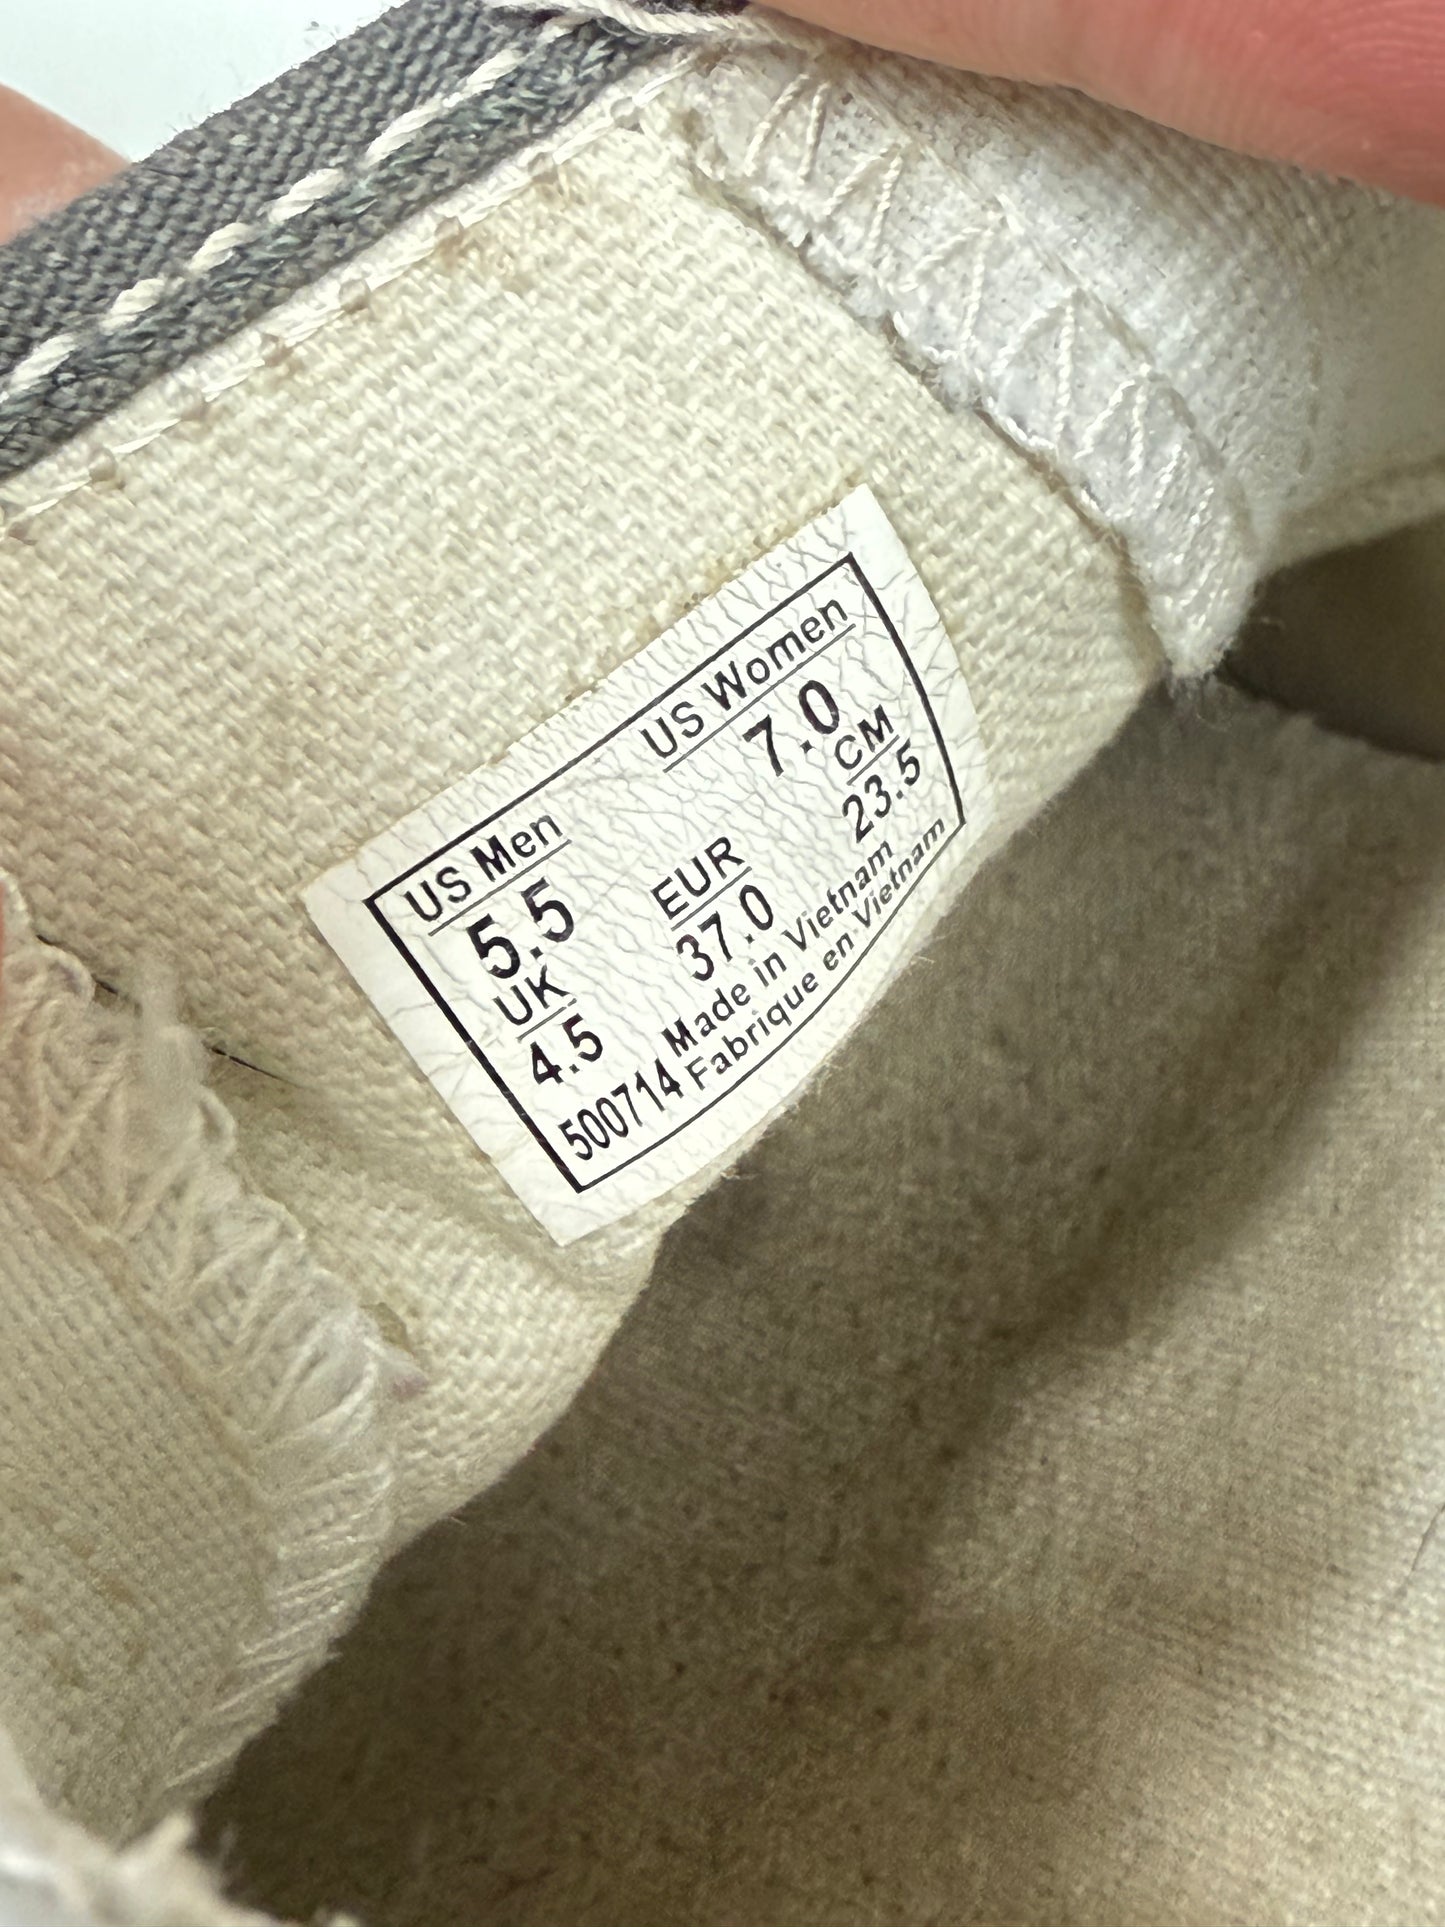 US Men US Women
5.5 7.0
UK EUR CM
4.5 37.0 23.5
Made in Vietnam
500714 Fabrique en Vietnam